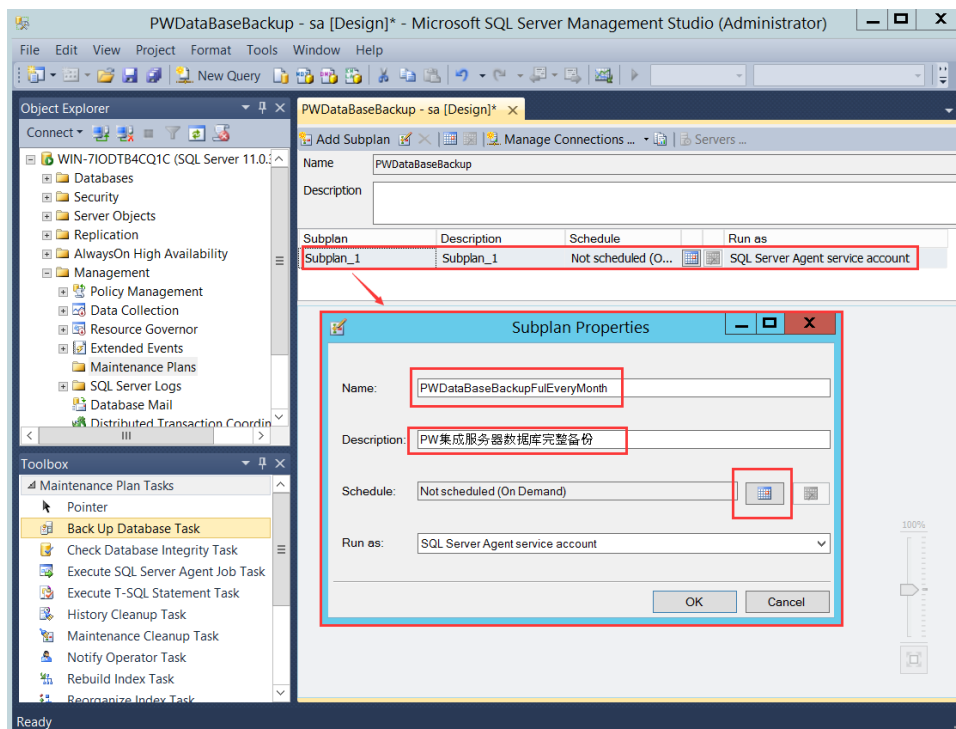 PWDataBaseBackup - sa [Design]* - Microsoft SQL Server Management Studio (Administrator)
File Edit View Project Format Tools Window Help
New Query
Object Explorer
Connect
WIN-7IODTB4CQ1C (SQL Server 11.0.
Databases
Security
Server Objects
Replication
AlwaysOn High Availability
Management
Policy Management
Data Collection
Resource Governor
Extended Events
Maintenance Plans
SQL Server Logs
Database Mail
Distributed Transaction Coordin
Toolbox
Maintenance Plan Tasks
Pointer
Back Up Database Task
Check Database Integrity Task
Execute SQL Server Agent Job Task
Execute T-SQL Statement Task
History Cleanup Task
Maintenance Cleanup Task
Notify Operator Task
Rebuild Index Task
Reorganize Index Task
PWDataBaseBackup - sa [Design]*
Add Subplan Manage Connections ... Servers ...
Name PWDataBaseBackup
Description
Subplan Description Schedule Run as
Subplan_1 Subplan_1 Not scheduled (O... SQL Server Agent service account
Subplan Properties
Name: PWDataBaseBackupFulEveryMonth
Description: PW集成服务器数据库完整备份
Schedule: Not scheduled (On Demand)
Run as: SQL Server Agent service account
OK Cancel
100%
Ready